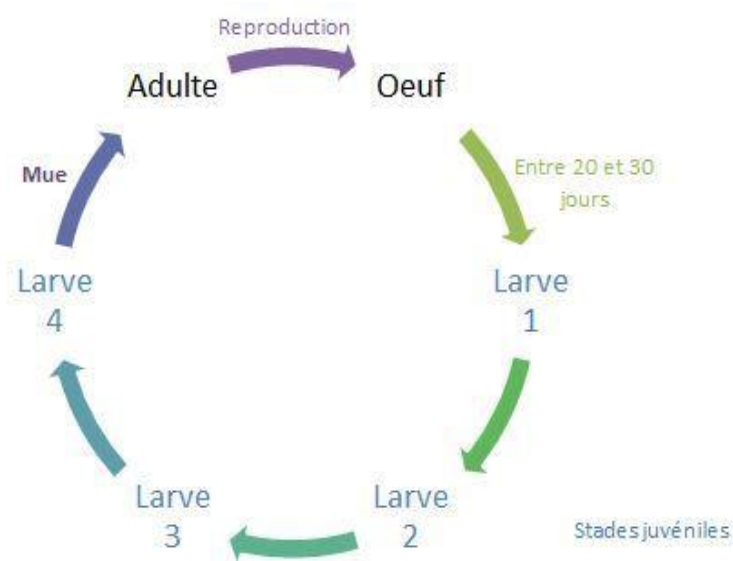 Reproduction
Adulte
Oeuf
Mue
Entre 20 et 30
jours
Larve
4
Larve
1
Larve
3
Larve
2
Stades juvéniles